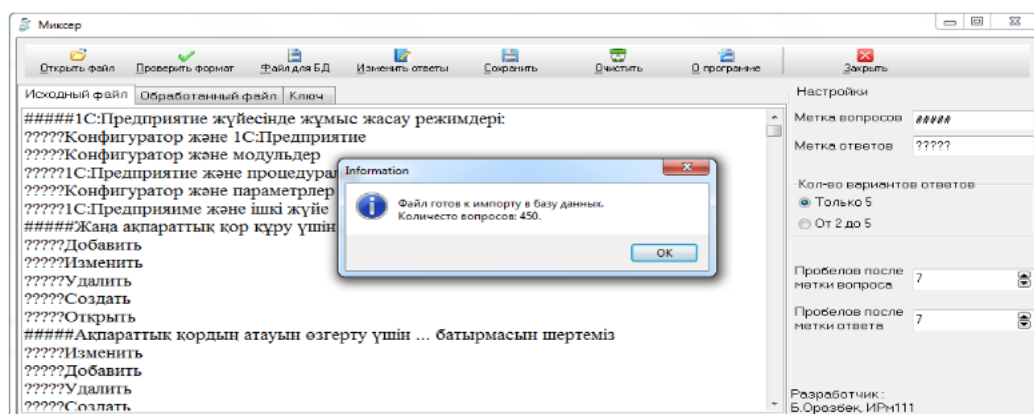 Миксер
Открыть файл Проверить формат Файл для БД Изменить ответы Сохранить Очистить О программе Закрыть
Исходный файл Обработанный файл Ключ
#####1С:Предприятие жүйесінде жұмыс жасау режимдері:
?????Конфигуратор және 1С:Предприятие
?????Конфигуратор және модульдер
?????1С:Предприятие және процедурал
?????Конфигуратор және параметрлер
?????1С:Предприяиме және ішкі жүйе
#####Жаңа ақпараттық қор құру үшін
?????Добавить
?????Изменить
?????Удалить
?????Создать
?????Открыть
#####Ақпараттық қордың атауын өзгерту үшін ... батырмасын шертеміз
?????Изменить
?????Добавить
?????Удалить
?????Создать
Information
Файл готов к импорту в базу данных.
Количесто вопросов: 450.
OK
Настройки
Метка вопросов #####
Метка ответов ?????
Кол-во вариантов ответов
Только 5
От 2 до 5
Пробелов после
метки вопроса 7
Пробелов после
метки ответа 7
Разработчик:
Б.Оразбек, ИРм111